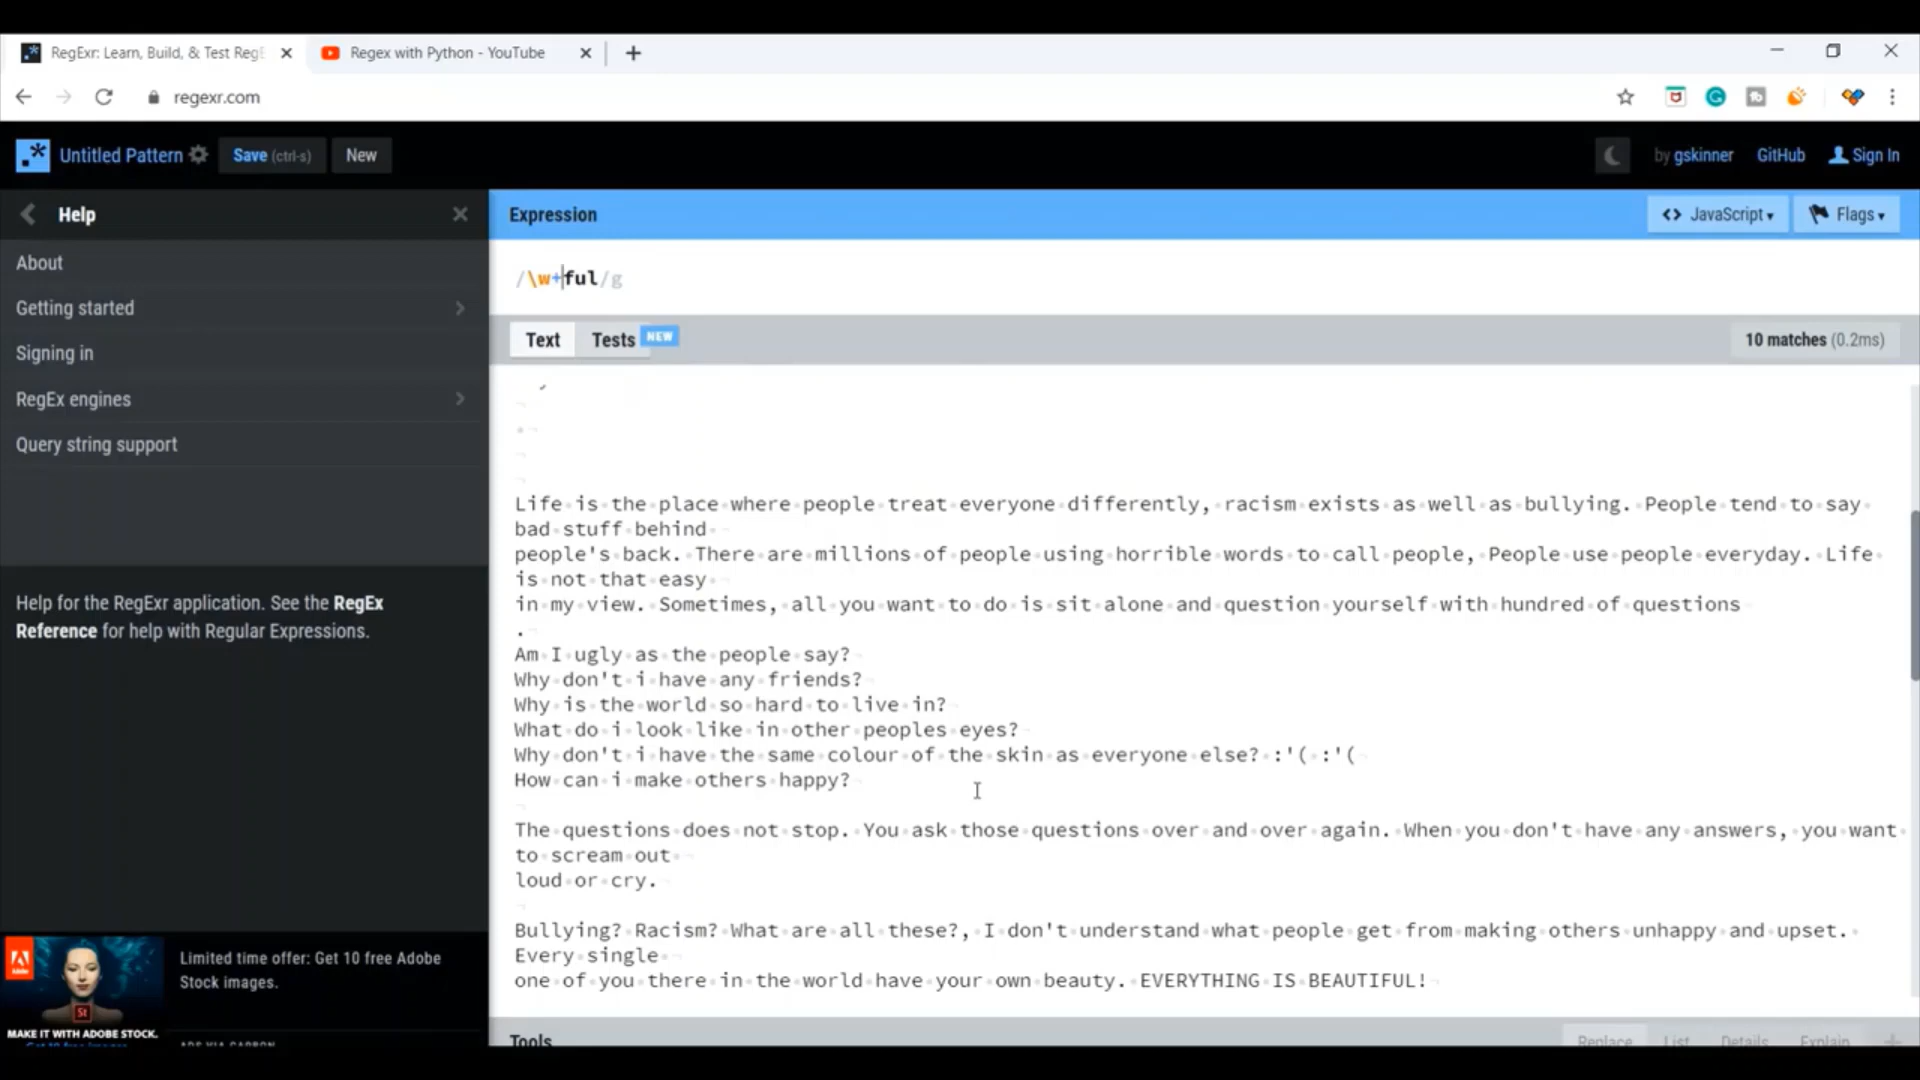 RegExr: Learn, Build, & Test RegE
Regex with Python - YouTube
regexr.com
Untitled Pattern
Save (ctrl-s)
New
by gskinner
GitHub
Sign In
Help
Expression
<> JavaScript
Flags
About
/\w+ful/g
Getting started
Text
Tests
NEW
10 matches (0.2ms)
Signing in
RegEx engines
Query string support
Life is the place where people treat everyone differently, racism exists as well as bullying. People tend to say
bad stuff behind
people's back. There are millions of people using horrible words to call people, People use people everyday. Life
is not that easy
in my view. Sometimes, all you want to do is sit alone and question yourself with hundred of questions
.
Am I ugly as the people say?
Why don't i have any friends?
Why is the world so hard to live in?
What do i look like in other peoples eyes?
Why don't i have the same colour of the skin as everyone else? :'( :'(
How can i make others happy?
The questions does not stop. You ask those questions over and over again. When you don't have any answers, you want
to scream out
loud or cry.
Bullying? Racism? What are all these?, I don't understand what people get from making others unhappy and upset.
Every single
one of you there in the world have your own beauty. EVERYTHING IS BEAUTIFUL!
Help for the RegExr application. See the RegEx
Reference for help with Regular Expressions.
Limited time offer: Get 10 free Adobe
Stock images.
St
MAKE IT WITH ADOBE STOCK.
Get 10 free images
ADS VIA CARBON
Tools
Replace
List
Details
Explain